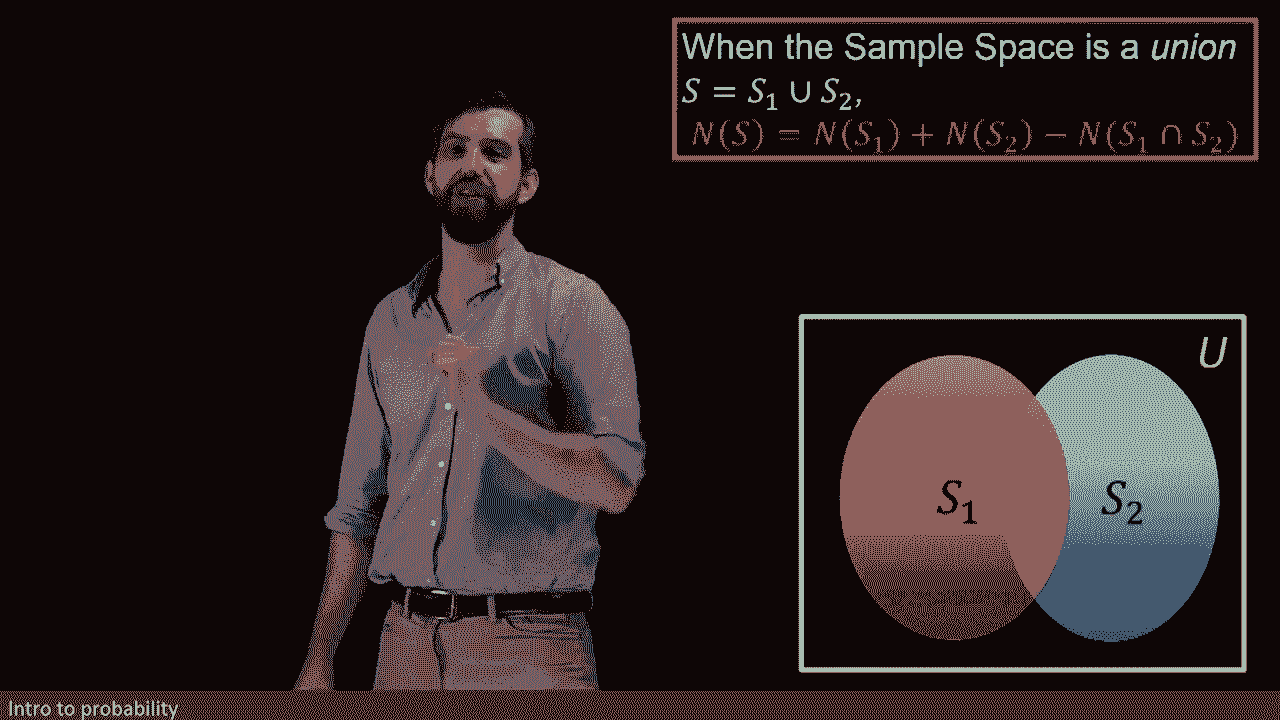 When the Sample Space is a union
S = S₁ ∪ S₂,
N(S) = N(S₁) + N(S₂) − N(S₁ ∩ S₂)
U
S₁
S₂
Intro to probability